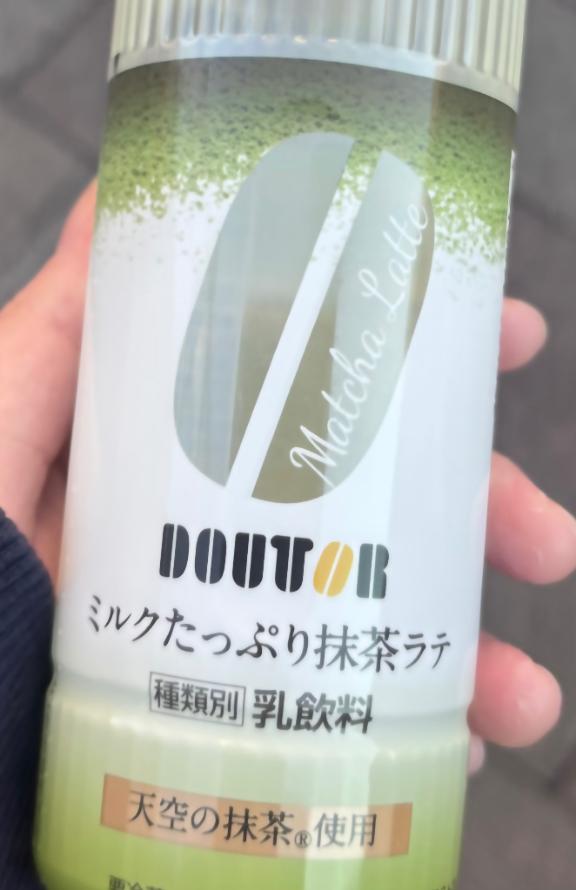 Matcha Latte
DOUTOR
ミルクたっぷり抹茶ラテ
種類別 乳飲料
天空の抹茶®使用